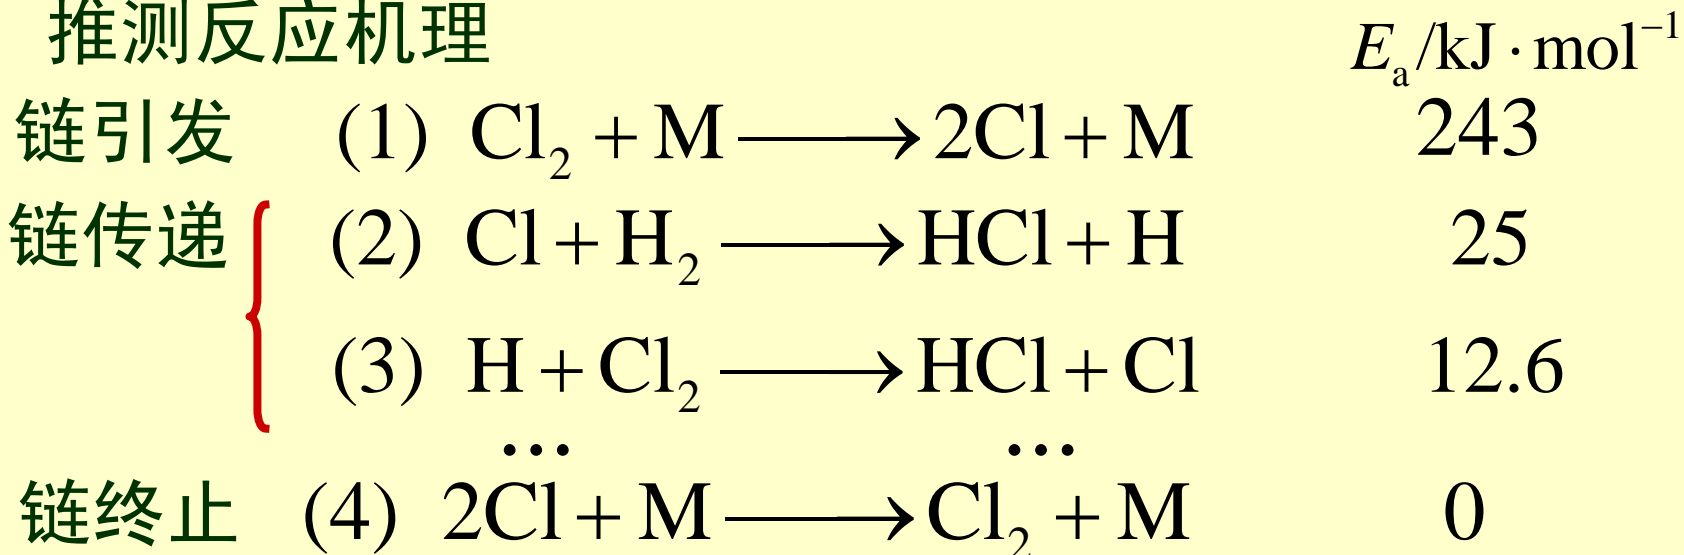 推测反应机理 Eₐ/kJ·mol⁻¹
链引发 (1) Cl₂ + M ⟶ 2Cl + M 243
链传递 (2) Cl + H₂ ⟶ HCl + H 25
(3) H + Cl₂ ⟶ HCl + Cl 12.6
… …
链终止 (4) 2Cl + M ⟶ Cl₂ + M 0